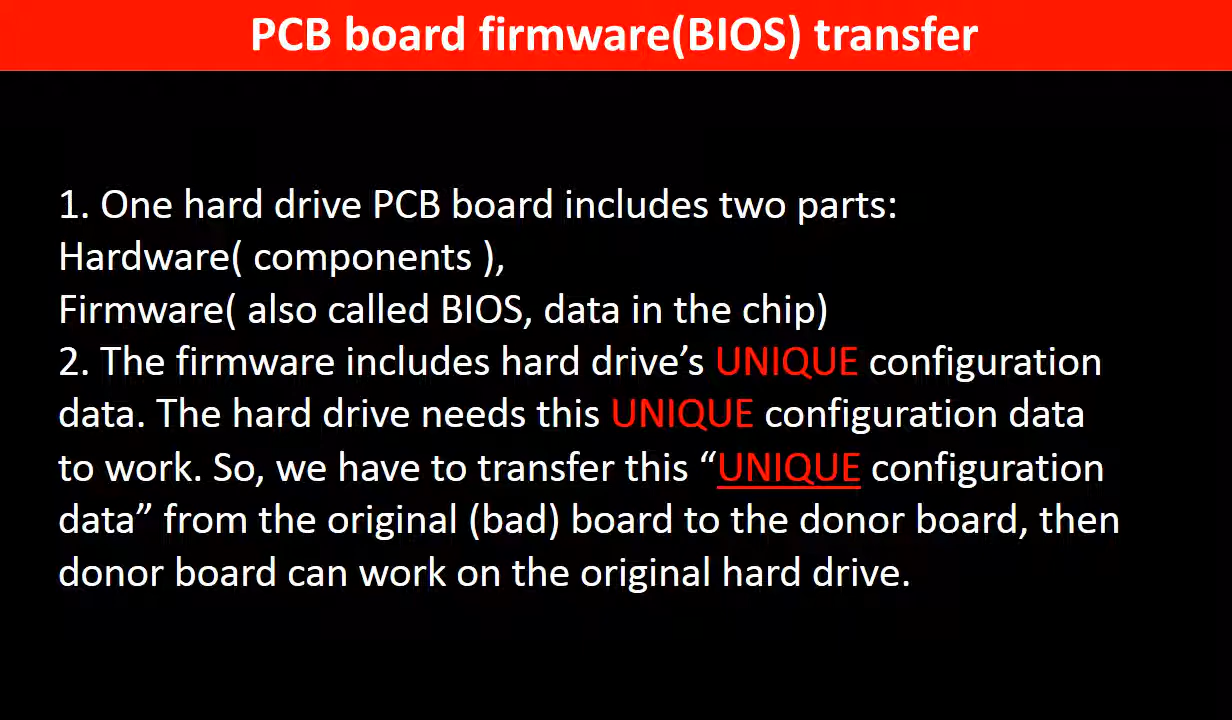 PCB board firmware(BIOS) transfer
1. One hard drive PCB board includes two parts:
Hardware( components ),
Firmware( also called BIOS, data in the chip)
2. The firmware includes hard drive’s UNIQUE configuration
data. The hard drive needs this UNIQUE configuration data
to work. So, we have to transfer this “UNIQUE configuration
data” from the original (bad) board to the donor board, then
donor board can work on the original hard drive.